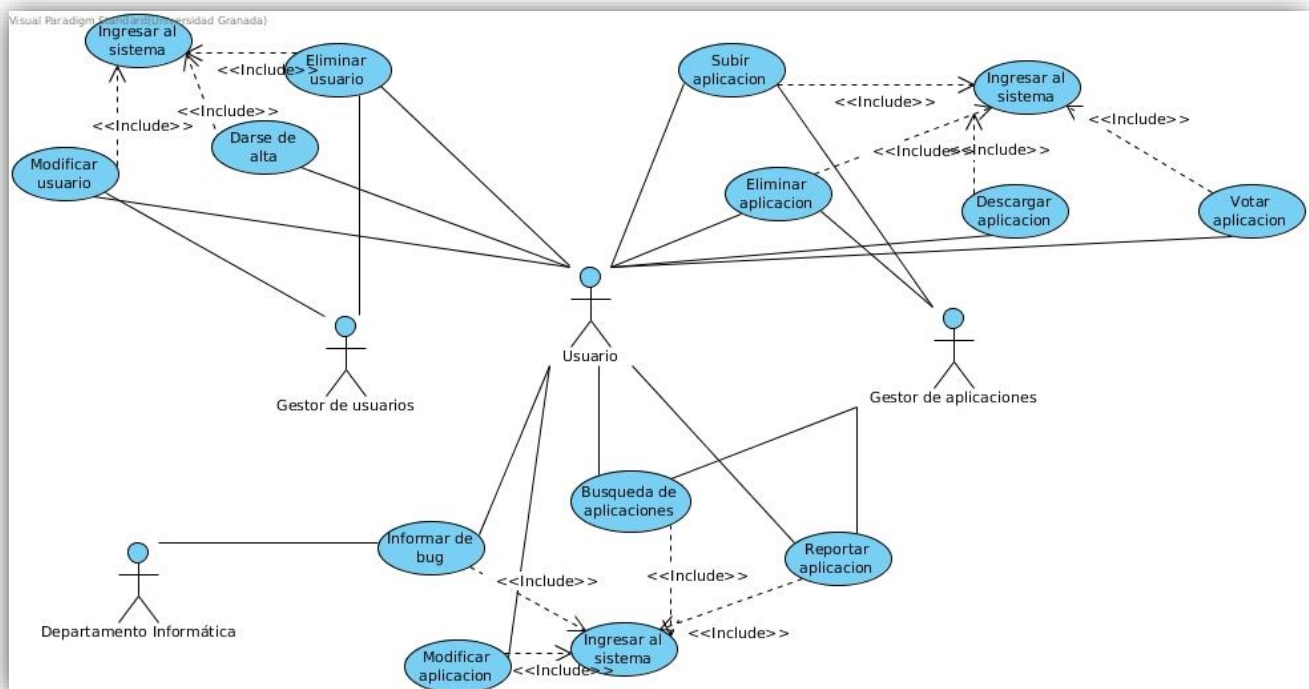 Visual Paradigm Standard(Universidad Granada)
Ingresar al
sistema
<<Include>>
Eliminar
usuario
<<Include>>
<<Include>>
Darse de
alta
Modificar
usuario
Subir
aplicacion
Ingresar al
sistema
<<Include>>
<<Include>>
<<Include>>
<<Include>>
Eliminar
aplicacion
Descargar
aplicacion
Votar
aplicacion
Usuario
Gestor de usuarios
Gestor de aplicaciones
Busqueda de
aplicaciones
Informar de
bug
Reportar
aplicacion
<<Include>>
<<Include>>
<<Include>>
Departamento Informática
Ingresar al
sistema
Modificar
aplicacion
<<Include>>